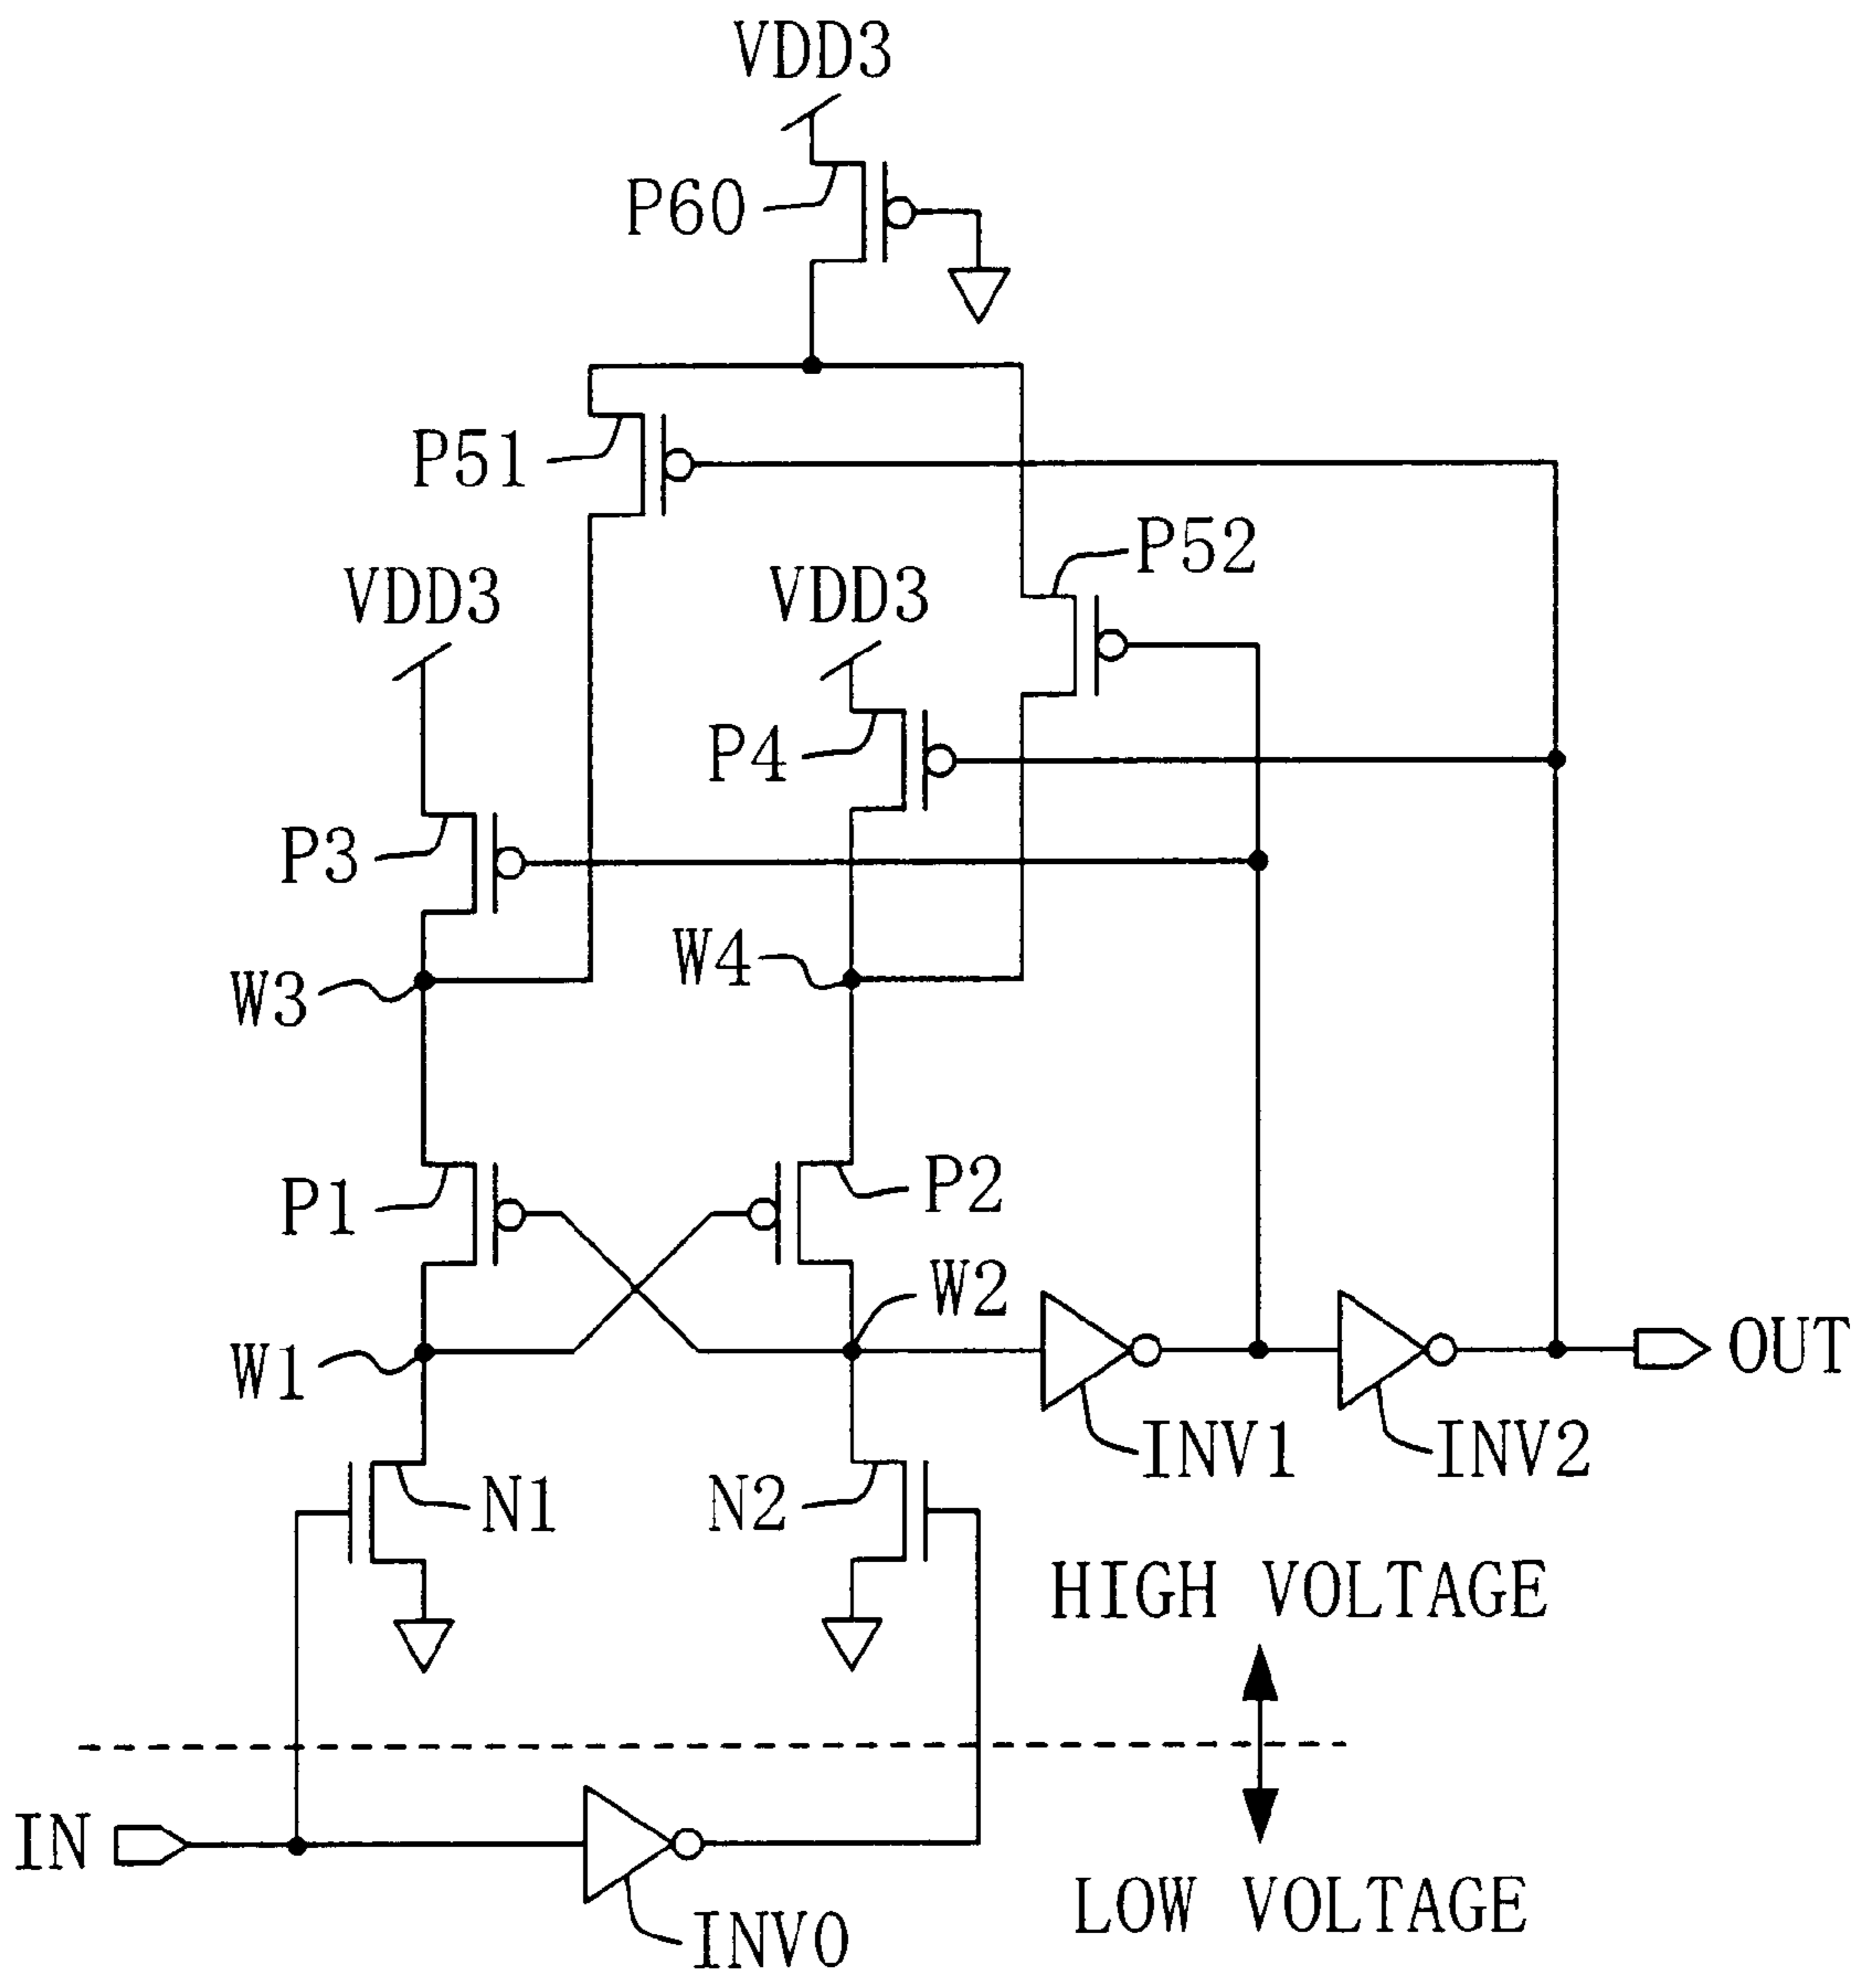 VDD3
P60
P51
P52
VDD3
VDD3
P4
P3
W4
W3
P1
P2
W2
W1
OUT
INV1
INV2
N1
N2
HIGH VOLTAGE
IN
LOW VOLTAGE
INV0